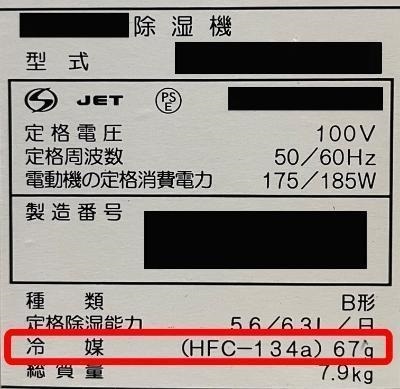 除湿機
型式
JET PSE
定格電圧 100V
定格周波数 50/60Hz
電動機の定格消費電力 175/185W
製造番号
種類 B形
定格除湿能力 5.6/6.3L/日
冷媒 (HFC-134a) 67g
総質量 7.9kg